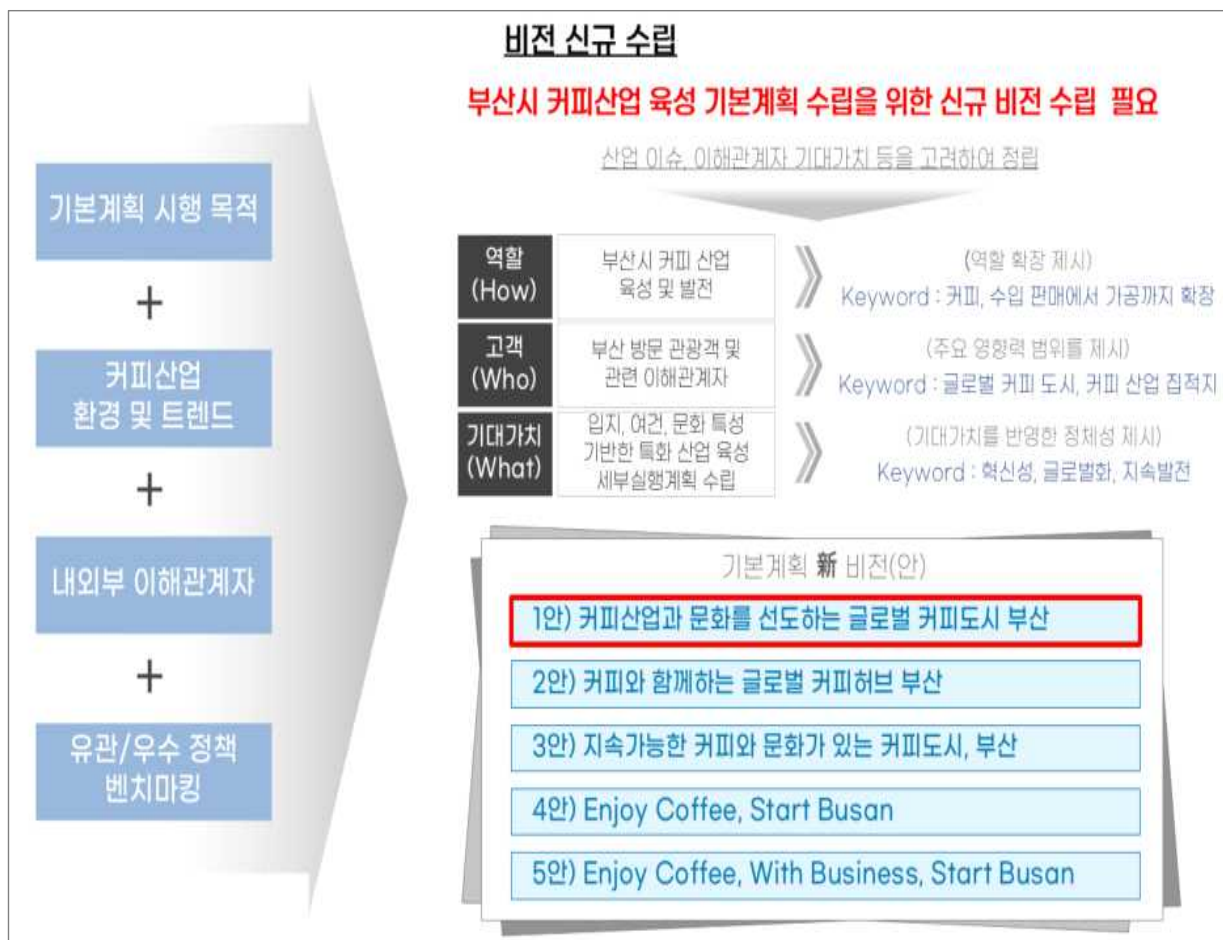 비전 신규 수립
부산시 커피산업 육성 기본계획 수립을 위한 신규 비전 수립 필요
산업 이슈, 이해관계자 기대가치 등을 고려하여 정립
기본계획 시행 목적
+
커피산업
환경 및 트렌드
+
내외부 이해관계자
+
유관/우수 정책
벤치마킹
역할
(How)
부산시 커피 산업
육성 및 발전
(역할 확장 제시)
Keyword : 커피, 수입 판매에서 가공까지 확장
고객
(Who)
부산 방문 관광객 및
관련 이해관계자
(주요 영향력 범위를 제시)
Keyword : 글로벌 커피 도시, 커피 산업 집적지
기대가치
(What)
입지, 여건, 문화 특성
기반한 특화 산업 육성
세부실행계획 수립
(기대가치를 반영한 정체성 제시)
Keyword : 혁신성, 글로벌화, 지속발전
기본계획 新 비전(안)
1안) 커피산업과 문화를 선도하는 글로벌 커피도시 부산
2안) 커피와 함께하는 글로벌 커피허브 부산
3안) 지속가능한 커피와 문화가 있는 커피도시, 부산
4안) Enjoy Coffee, Start Busan
5안) Enjoy Coffee, With Business, Start Busan